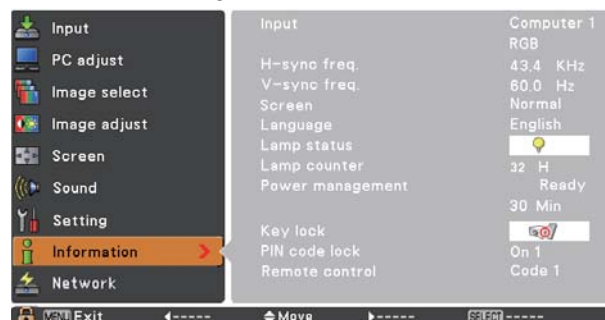 Input
PC adjust
Image select
Image adjust
Screen
Sound
Setting
Information
Network
Input Computer 1
RGB
H-sync freq. 43.4 KHz
V-sync freq. 60.0 Hz
Screen Normal
Language English
Lamp status
Lamp counter 32 H
Power management Ready
30 Min
Key lock
PIN code lock On 1
Remote control Code 1
MENU Exit ----- Move ----- SELECT -----